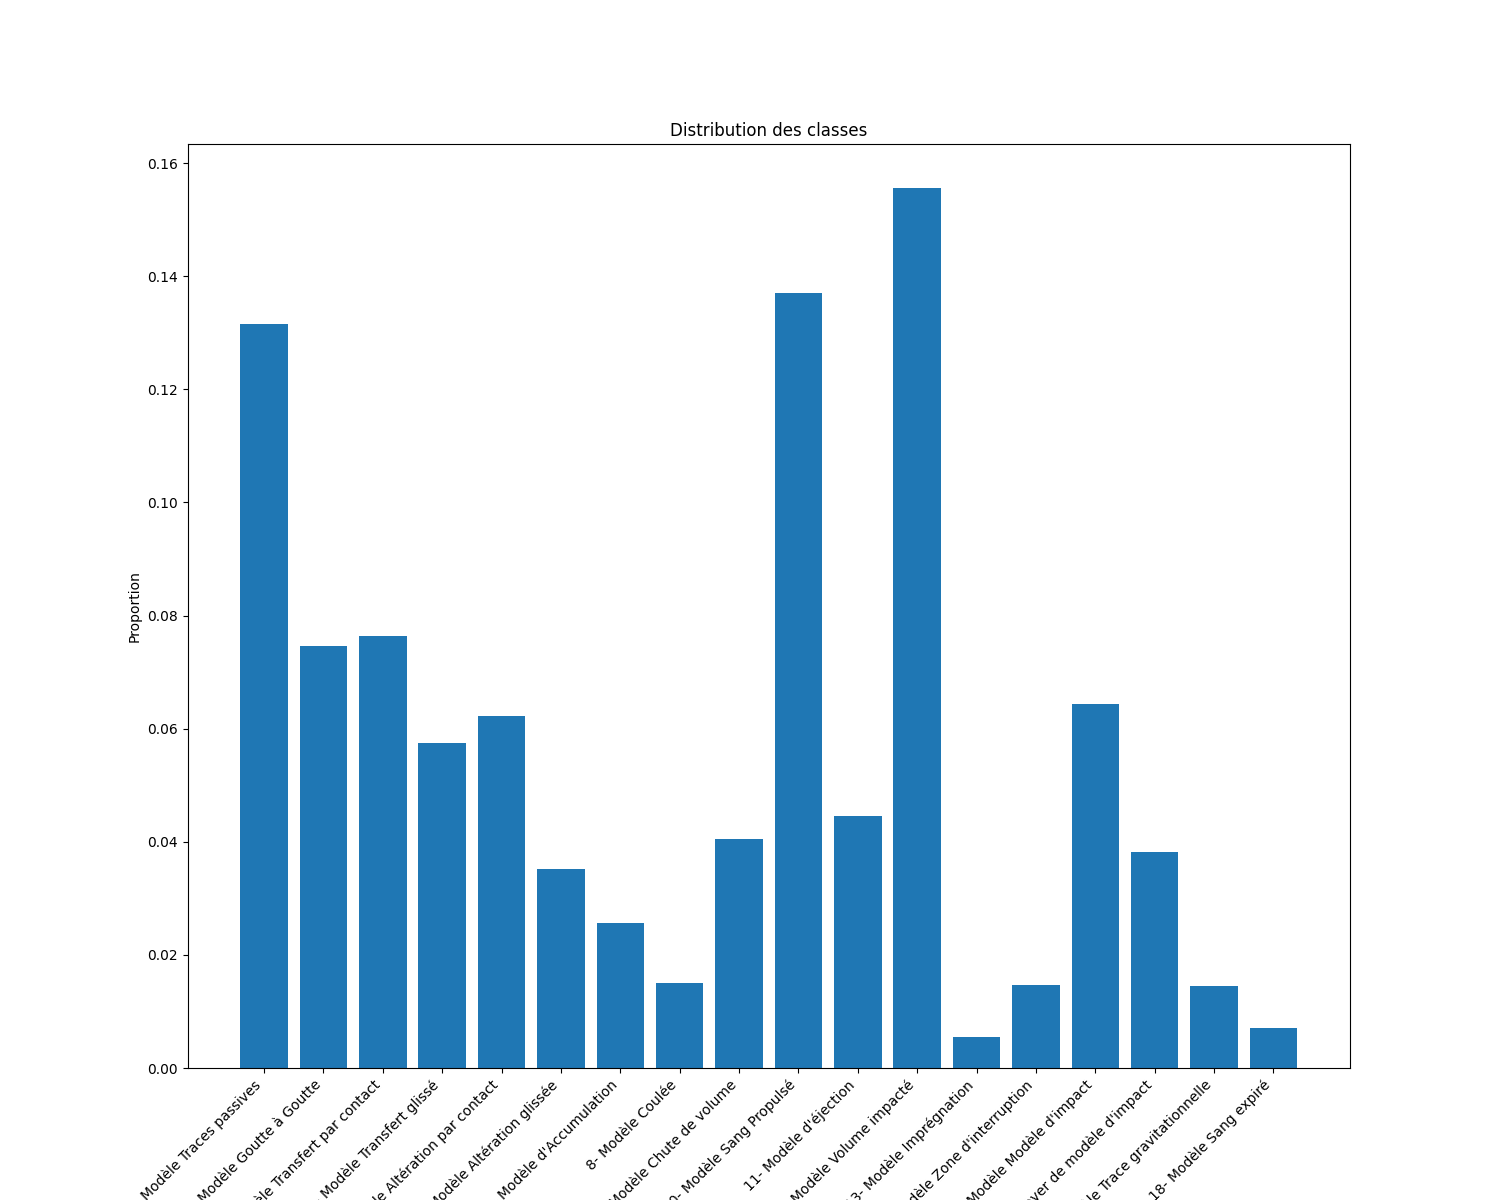 Distribution des classes
0.16
0.14
0.12
0.10
0.08
0.06
0.04
0.02
0.00
Proportion
Modèle Traces passives
Modèle Goutte à Goutte
Transfert par contact
Modèle Transfert glissé
Altération par contact
Modèle Altération glissée
Modèle d'Accumulation
8- Modèle Coulée
Modèle Chute de volume
Modèle Sang Propulsé
11- Modèle d'éjection
Modèle Volume impacté
Modèle Imprégnation
Zone d'interruption
Modèle Modèle d'impact
de modèle d'impact
Trace gravitationnelle
18- Modèle Sang expiré